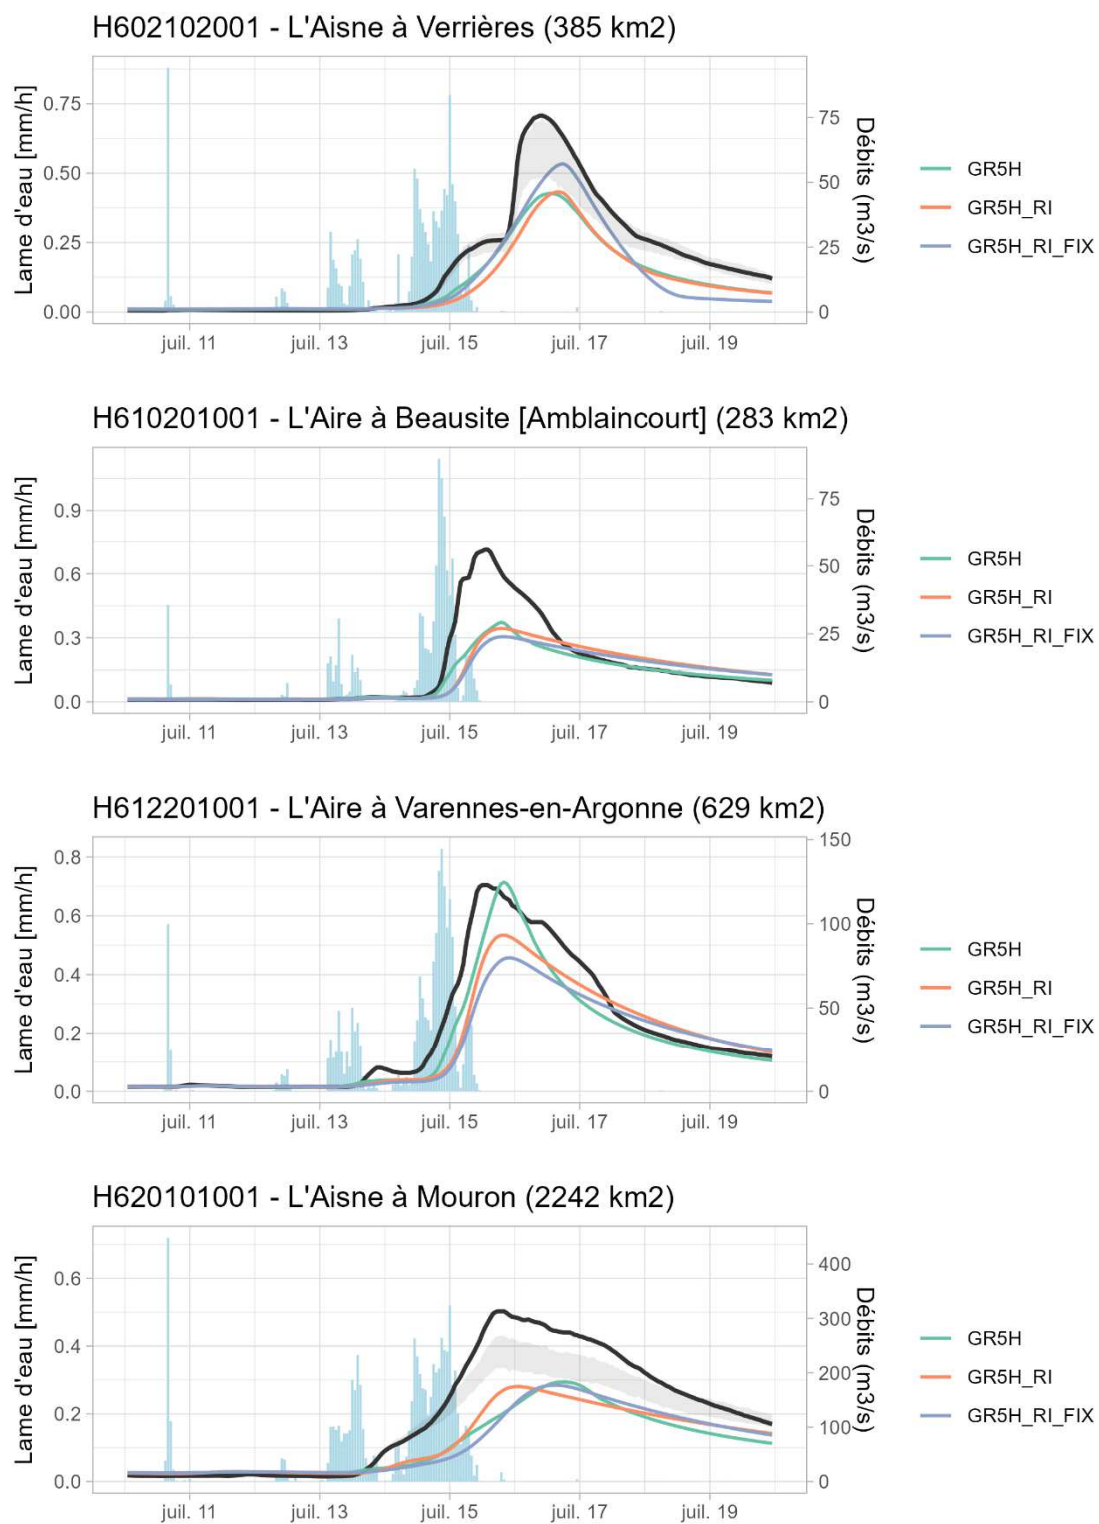 H602102001 - L'Aisne à Verrières (385 km2)
Lame d'eau [mm/h]
0.75
0.50
0.25
0.00
75
50
25
0
Débits (m3/s)
juil. 11
juil. 13
juil. 15
juil. 17
juil. 19
GR5H
GR5H_RI
GR5H_RI_FIX
H610201001 - L'Aire à Beausite [Amblaincourt] (283 km2)
Lame d'eau [mm/h]
0.9
0.6
0.3
0.0
75
50
25
0
Débits (m3/s)
juil. 11
juil. 13
juil. 15
juil. 17
juil. 19
GR5H
GR5H_RI
GR5H_RI_FIX
H612201001 - L'Aire à Varennes-en-Argonne (629 km2)
Lame d'eau [mm/h]
0.8
0.6
0.4
0.2
0.0
150
100
50
0
Débits (m3/s)
juil. 11
juil. 13
juil. 15
juil. 17
juil. 19
GR5H
GR5H_RI
GR5H_RI_FIX
H620101001 - L'Aisne à Mouron (2242 km2)
Lame d'eau [mm/h]
0.6
0.4
0.2
0.0
400
300
200
100
0
Débits (m3/s)
juil. 11
juil. 13
juil. 15
juil. 17
juil. 19
GR5H
GR5H_RI
GR5H_RI_FIX